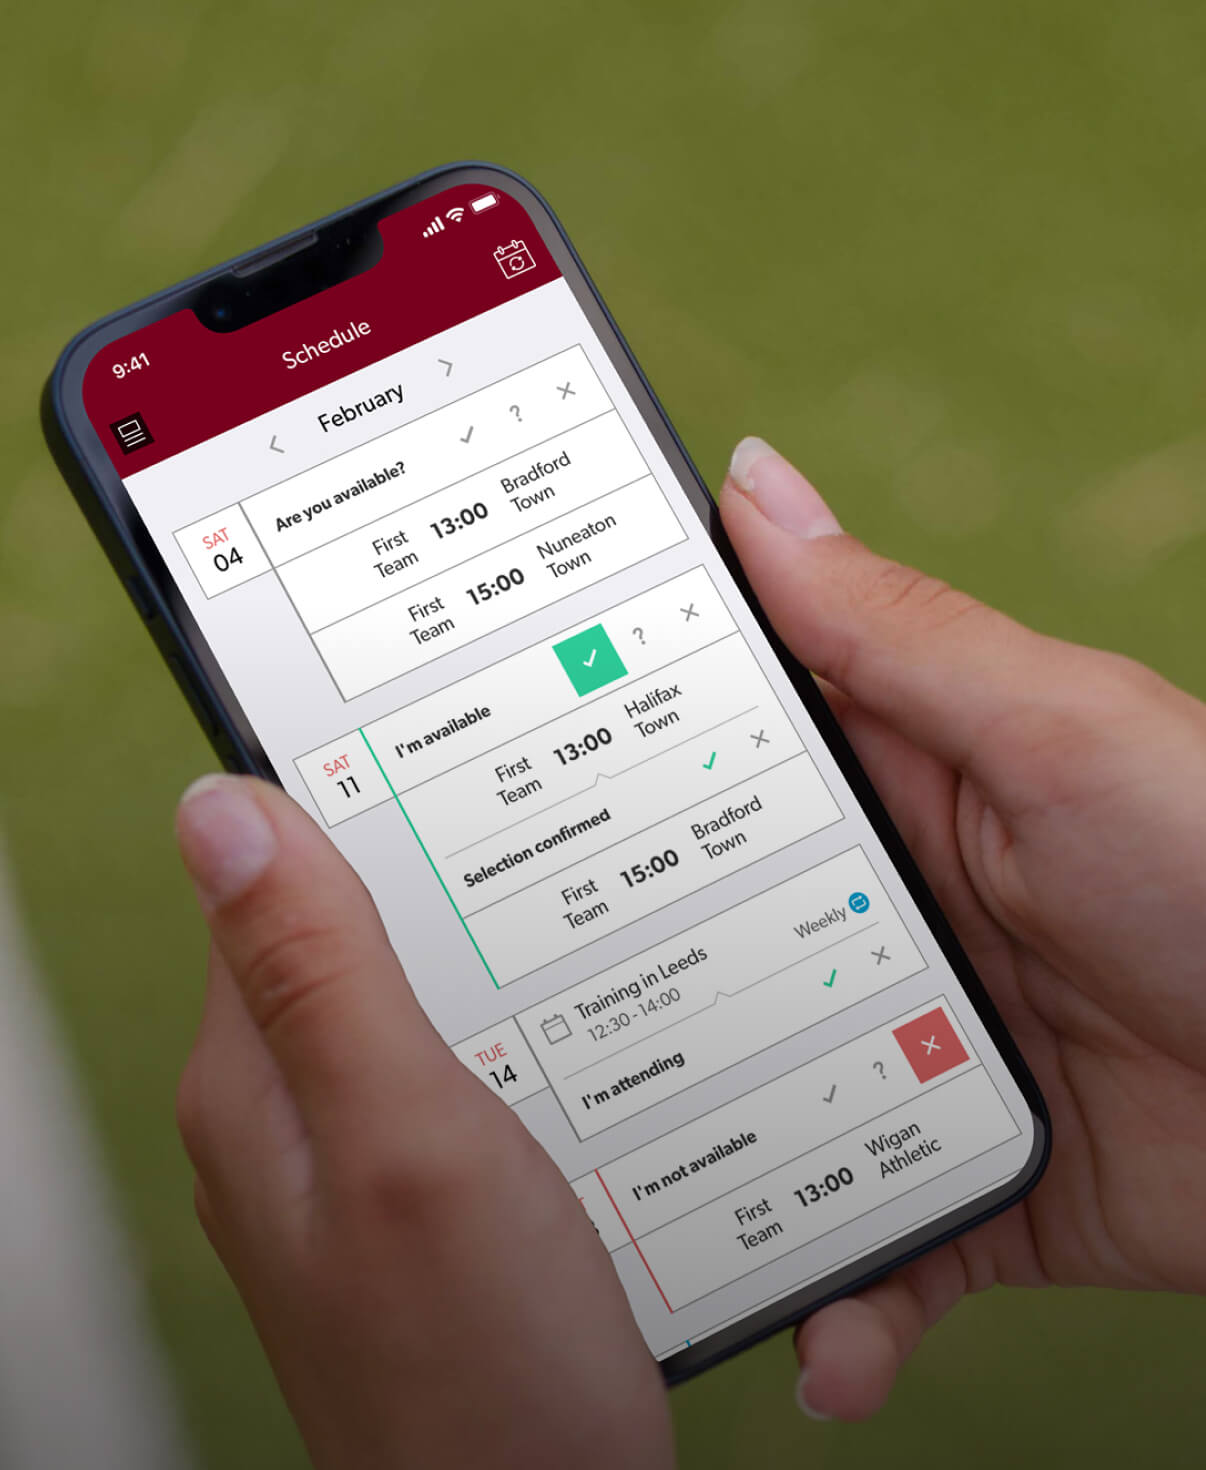 9:41
Schedule
February
SAT
04
Are you available?
?
First
Team
13:00
Bradford
Town
First
Team
15:00
Nuneaton
Town
SAT
11
I'm available
?
First
Team
13:00
Halifax
Town
Selection confirmed
First
Team
15:00
Bradford
Town
TUE
14
Training in Leeds
12:30 - 14:00
Weekly
I'm attending
I'm not available
?
First
Team
13:00
Wigan
Athletic